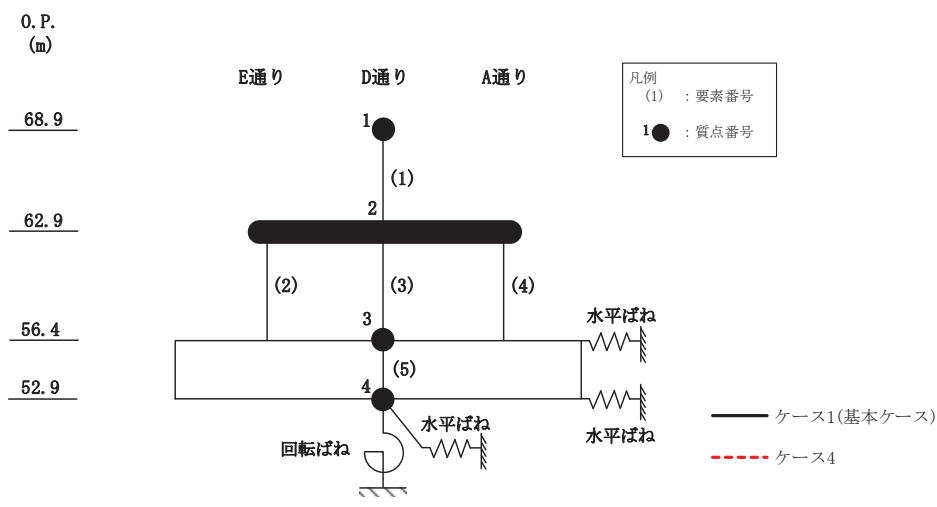 O.P.
(m)
E通り D通り A通り
凡例
(1) : 要素番号
1 : 質点番号
68.9
1
(1)
62.9
2
(2) (3) (4)
56.4
3
水平ばね
(5)
52.9
4
水平ばね
水平ばね
回転ばね
ケース1(基本ケース)
ケース4